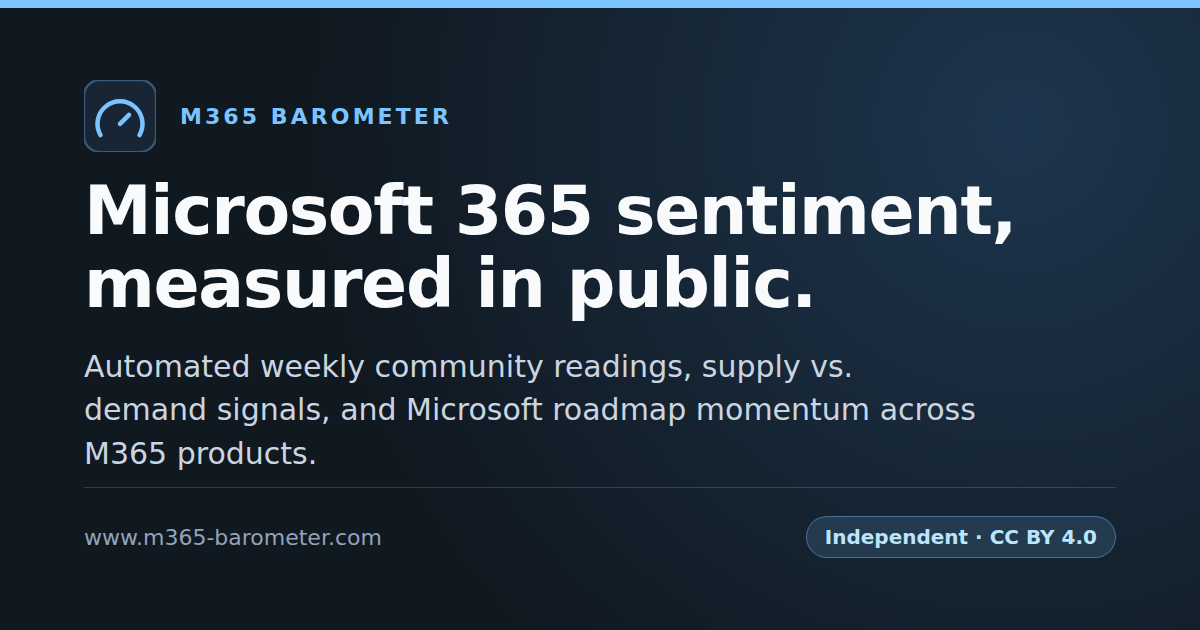 M365 BAROMETER
Microsoft 365 sentiment,
measured in public.
Automated weekly community readings, supply vs.
demand signals, and Microsoft roadmap momentum across
M365 products.
www.m365-barometer.com
Independent · CC BY 4.0